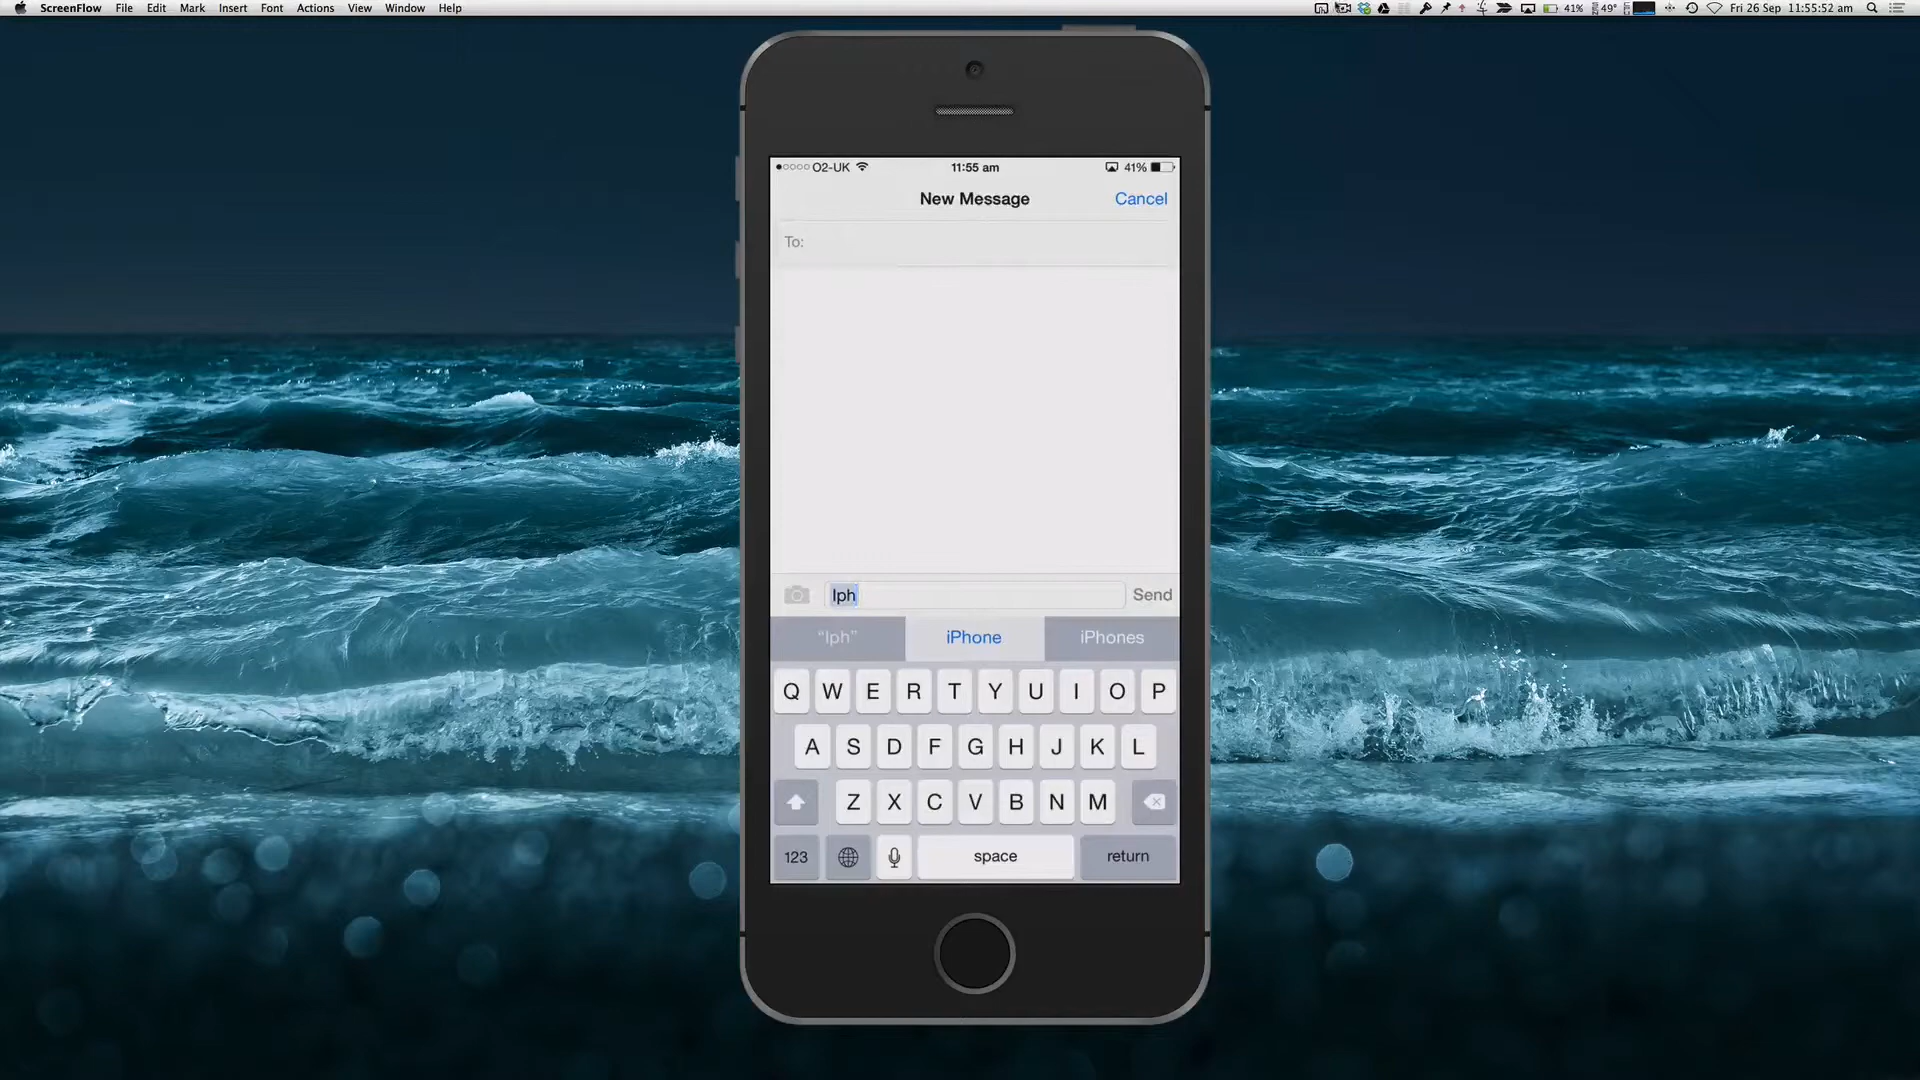 ScreenFlow File Edit Mark Insert Font Actions View Window Help
41% 49° Fri 26 Sep 11:55:52 am
O2-UK 11:55 am 41%
New Message Cancel
To:
Iph Send
“Iph” iPhone iPhones
Q W E R T Y U I O P
A S D F G H J K L
Z X C V B N M
123 space return